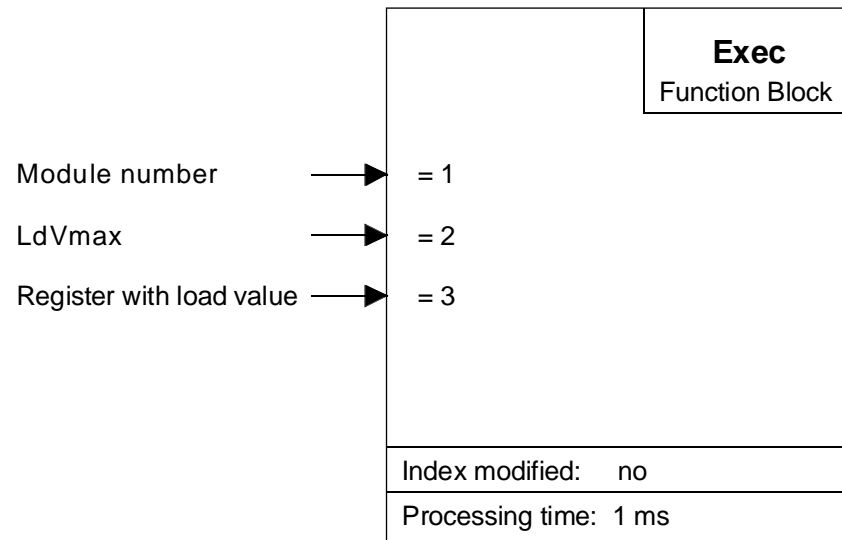 Exec
Function Block
Module number = 1
LdVmax = 2
Register with load value = 3
Index modified: no
Processing time: 1 ms